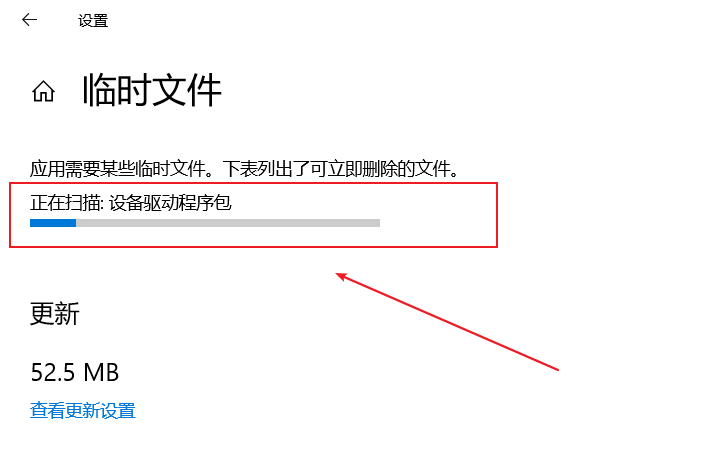 设置
临时文件
应用需要某些临时文件。下表列出了可立即删除的文件。
正在扫描: 设备驱动程序包
更新
52.5 MB
查看更新设置